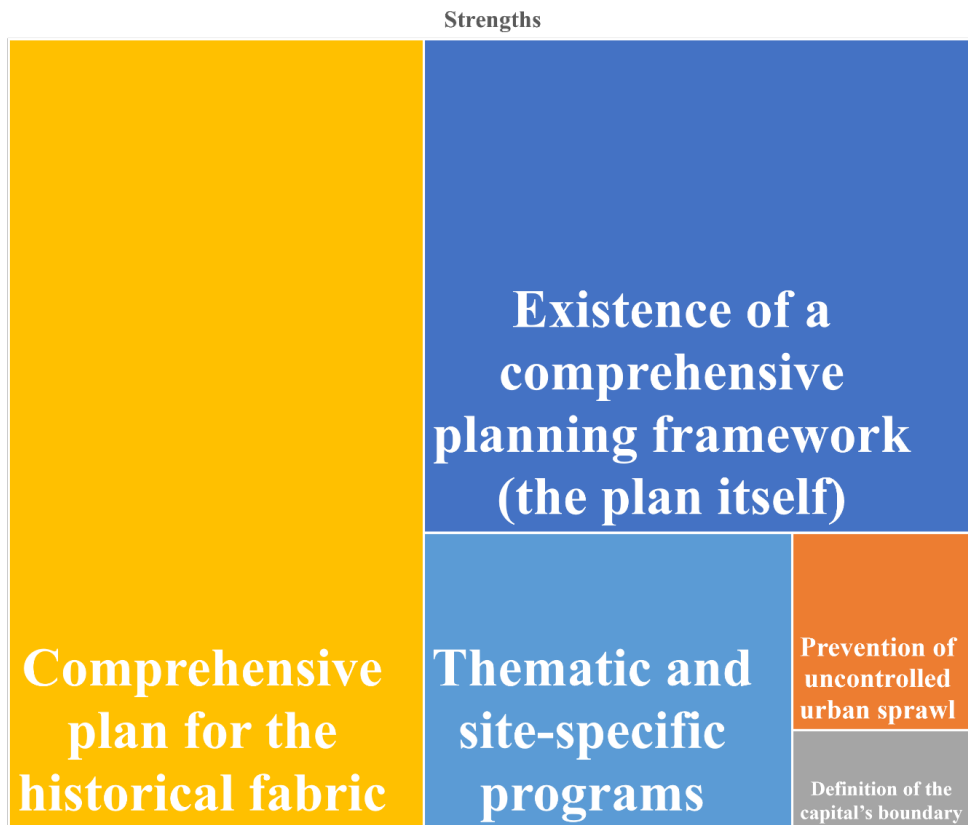 Strengths
Comprehensive
plan for the
historical fabric
Existence of a
comprehensive
planning framework
(the plan itself)
Thematic and
site-specific
programs
Prevention of
uncontrolled
urban sprawl
Definition of the
capital’s boundary